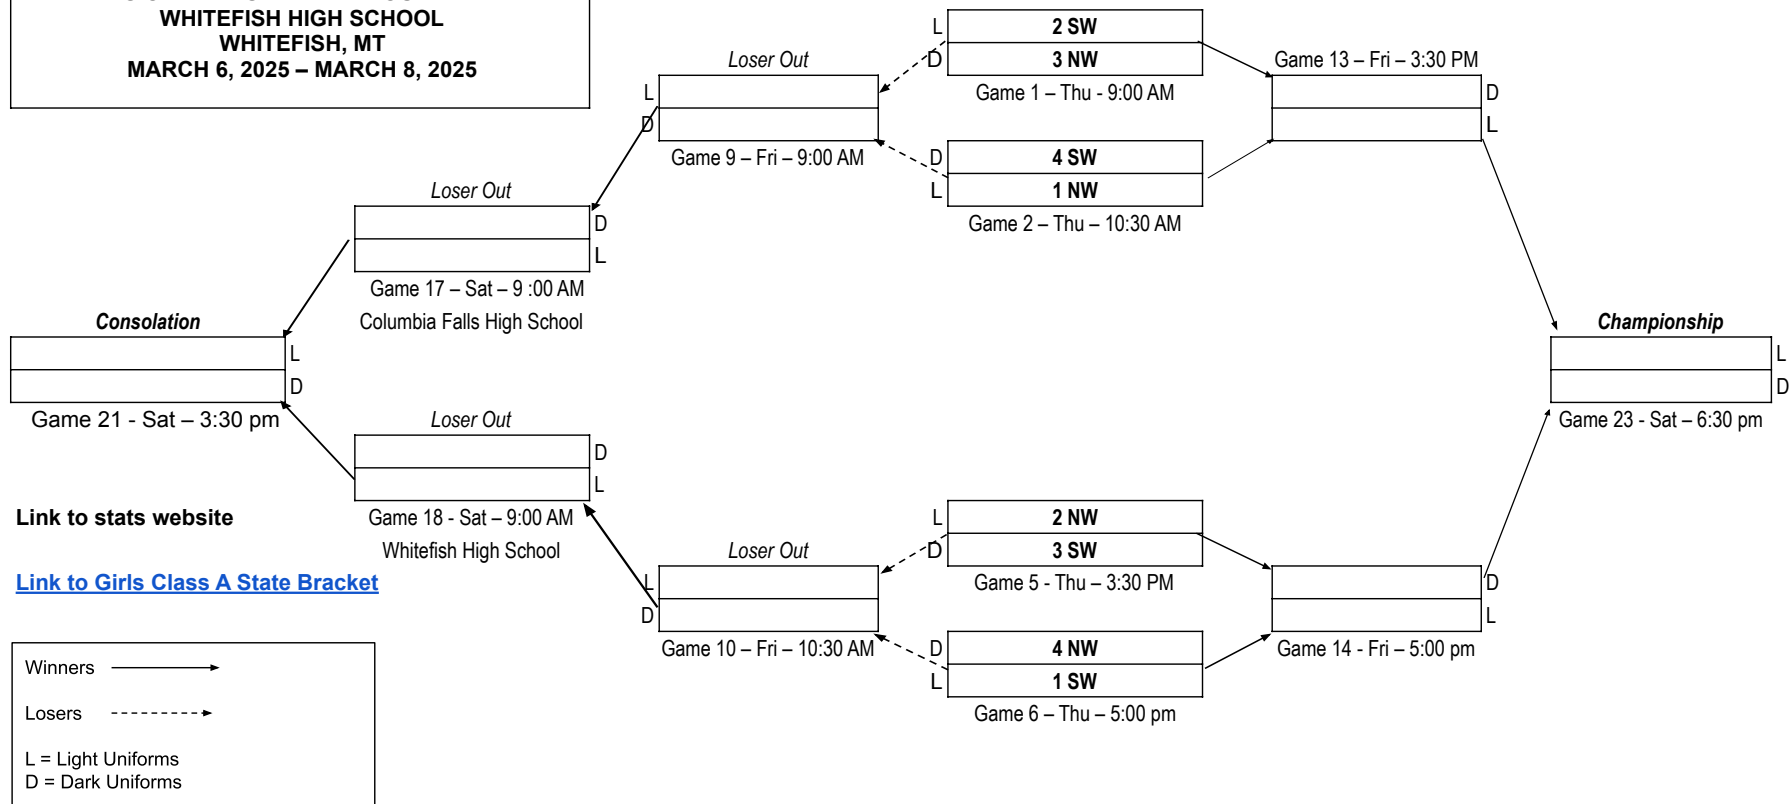 WHITEFISH HIGH SCHOOL
WHITEFISH, MT
MARCH 6, 2025 – MARCH 8, 2025
L
2 SW
D
3 NW
Game 1 – Thu - 9:00 AM
D
4 SW
L
1 NW
Game 2 – Thu – 10:30 AM
Game 13 – Fri – 3:30 PM
D
L
Loser Out
L
D
Game 9 – Fri – 9:00 AM
Loser Out
D
L
Game 17 – Sat – 9 :00 AM
Columbia Falls High School
Consolation
L
D
Game 21 - Sat – 3:30 pm
Championship
L
D
Game 23 - Sat – 6:30 pm
Loser Out
D
L
Game 18 - Sat – 9:00 AM
Whitefish High School
Link to stats website
Link to Girls Class A State Bracket
Loser Out
L
D
Game 10 – Fri – 10:30 AM
L
2 NW
D
3 SW
Game 5 - Thu – 3:30 PM
D
4 NW
L
1 SW
Game 6 – Thu – 5:00 pm
D
L
Game 14 - Fri – 5:00 pm
Winners
Losers
L = Light Uniforms
D = Dark Uniforms